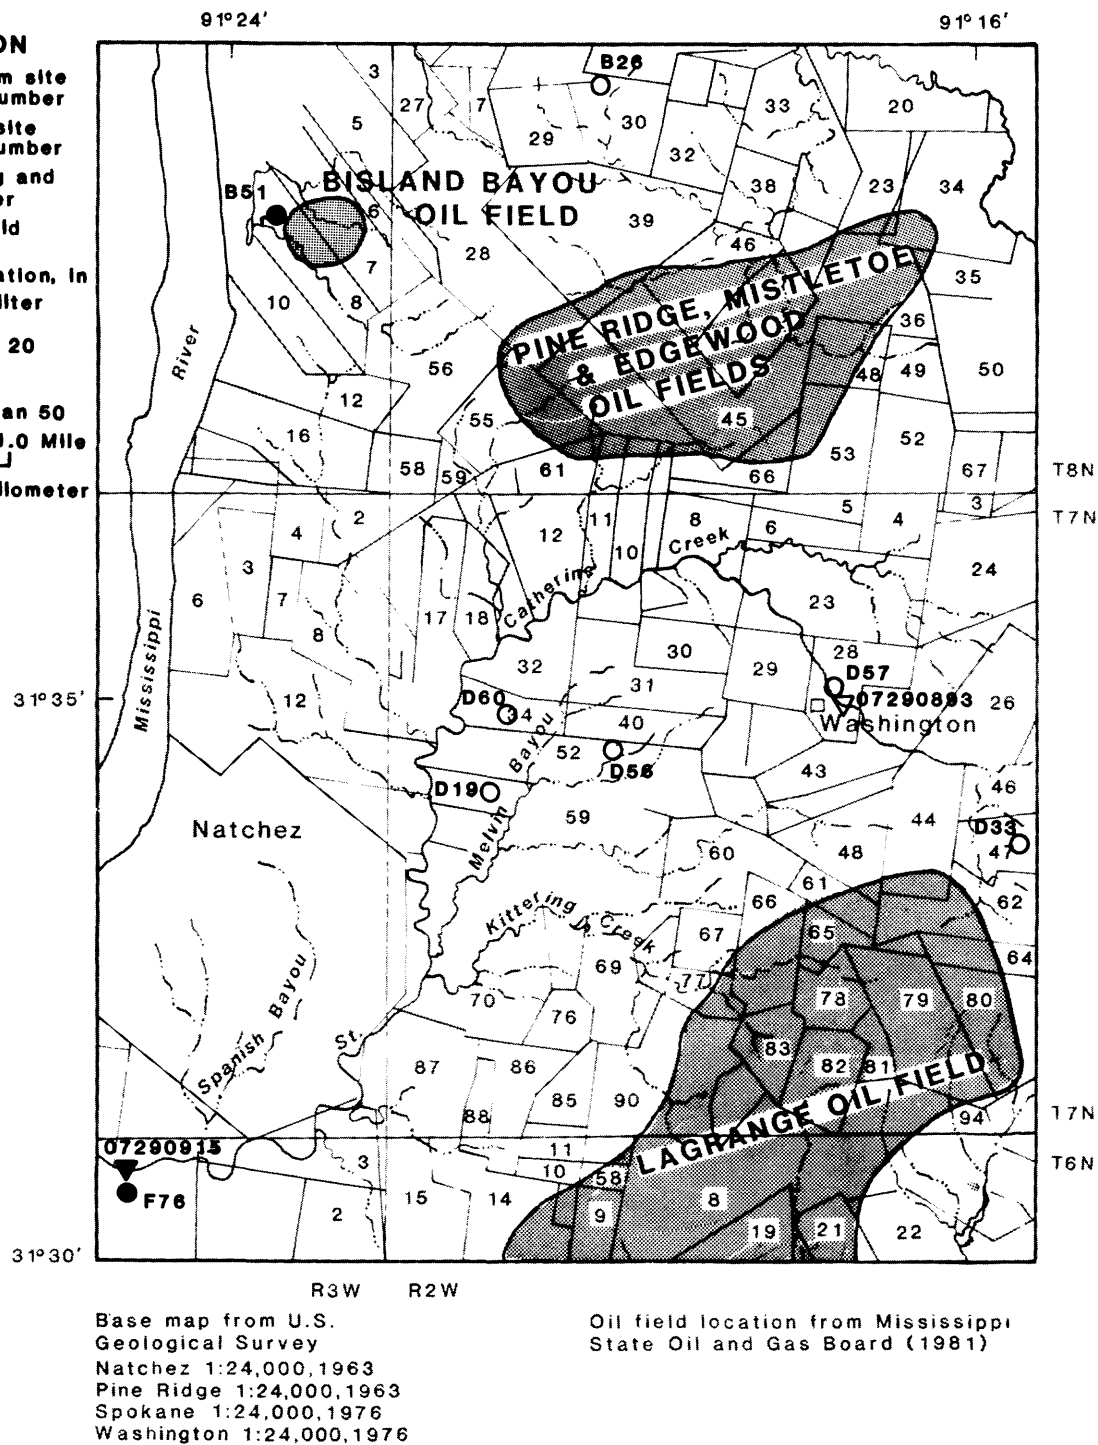 91°24'
91°16'
ON
m site
umber
site
umber
g and
er
ld
ation, in
liter
20
an 50
1.0 Mile
ilometer
3
27
7
B26
33
20
5
29
30
32
38
23
34
B51
BISLAND BAYOU
OIL FIELD
6
39
46
28
7
35
10
8
PINE RIDGE, MISTLETOE
& EDGEWOOD
OIL FIELDS
36
River
56
48
49
50
12
55
45
16
52
53
58
59
61
66
67
T8N
2
11
8
5
4
3
T7N
4
12
10
6
Creek
3
Catherine
24
6
7
17
18
23
8
32
30
29
28
31
D57
07290893
Washington
26
31°35'
Mississippi
12
D60
34
40
Bayou
52
D56
43
D19
46
Melvin
59
44
D33
Natchez
60
48
47
61
66
62
Kittering
Creek
67
65
69
64
77
Spanish Bayou
70
76
78
79
80
St.
83
87
86
82
81
85
90
LAGRANGE OIL FIELD
88
94
T7N
07290915
11
3
10
58
T6N
F76
15
14
8
2
9
19
21
22
31°30'
R3W R2W
Base map from U.S.
Geological Survey
Natchez 1:24,000,1963
Pine Ridge 1:24,000,1963
Spokane 1:24,000,1976
Washington 1:24,000,1976
Oil field location from Mississippi
State Oil and Gas Board (1981)